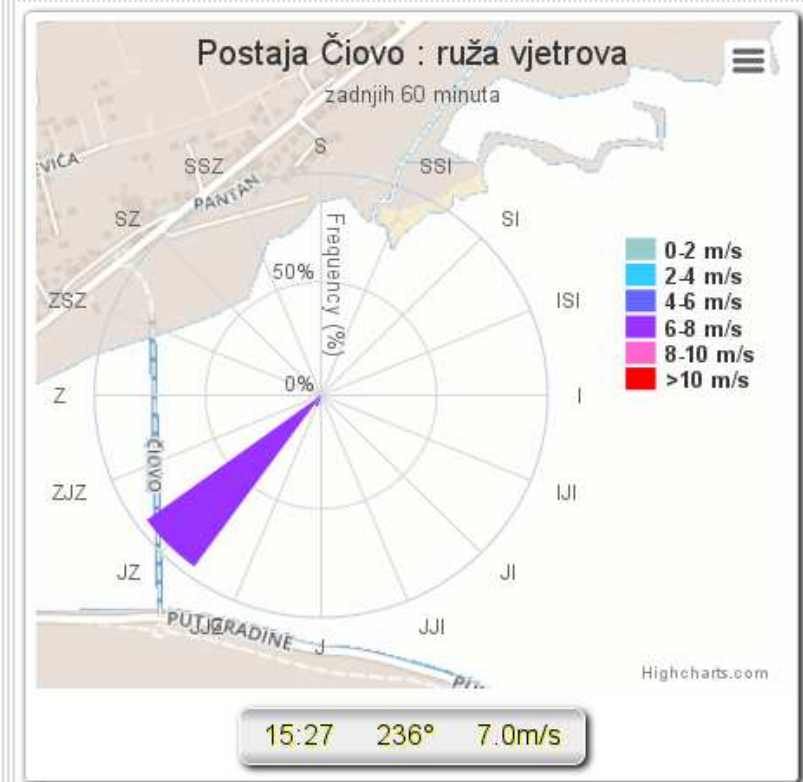 Postaja Čiovo : ruža vjetrova
zadnjih 60 minuta
S
SSZ
SSI
EVIĆA
PANTAN
SZ
SI
Frequency (%)
50%
ZSZ
ISI
0-2 m/s
2-4 m/s
4-6 m/s
6-8 m/s
8-10 m/s
>10 m/s
0%
Z
I
ČIOVO
ZJZ
IJI
JZ
JI
PUT GRADINE
JJZ
JJI
J
Highcharts.com
15:27 236° 7.0m/s